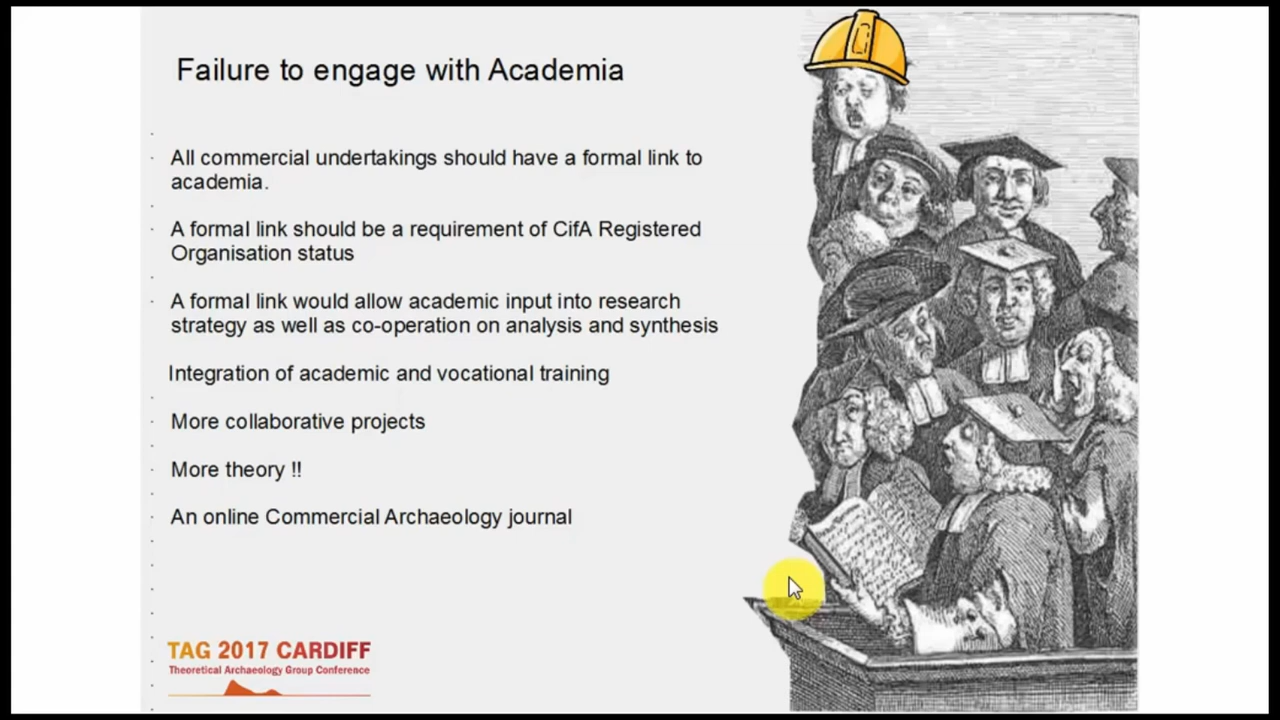 Failure to engage with Academia
All commercial undertakings should have a formal link to
academia.
A formal link should be a requirement of CifA Registered
Organisation status
A formal link would allow academic input into research
strategy as well as co-operation on analysis and synthesis
Integration of academic and vocational training
More collaborative projects
More theory !!
An online Commercial Archaeology journal
TAG 2017 CARDIFF
Theoretical Archaeology Group Conference